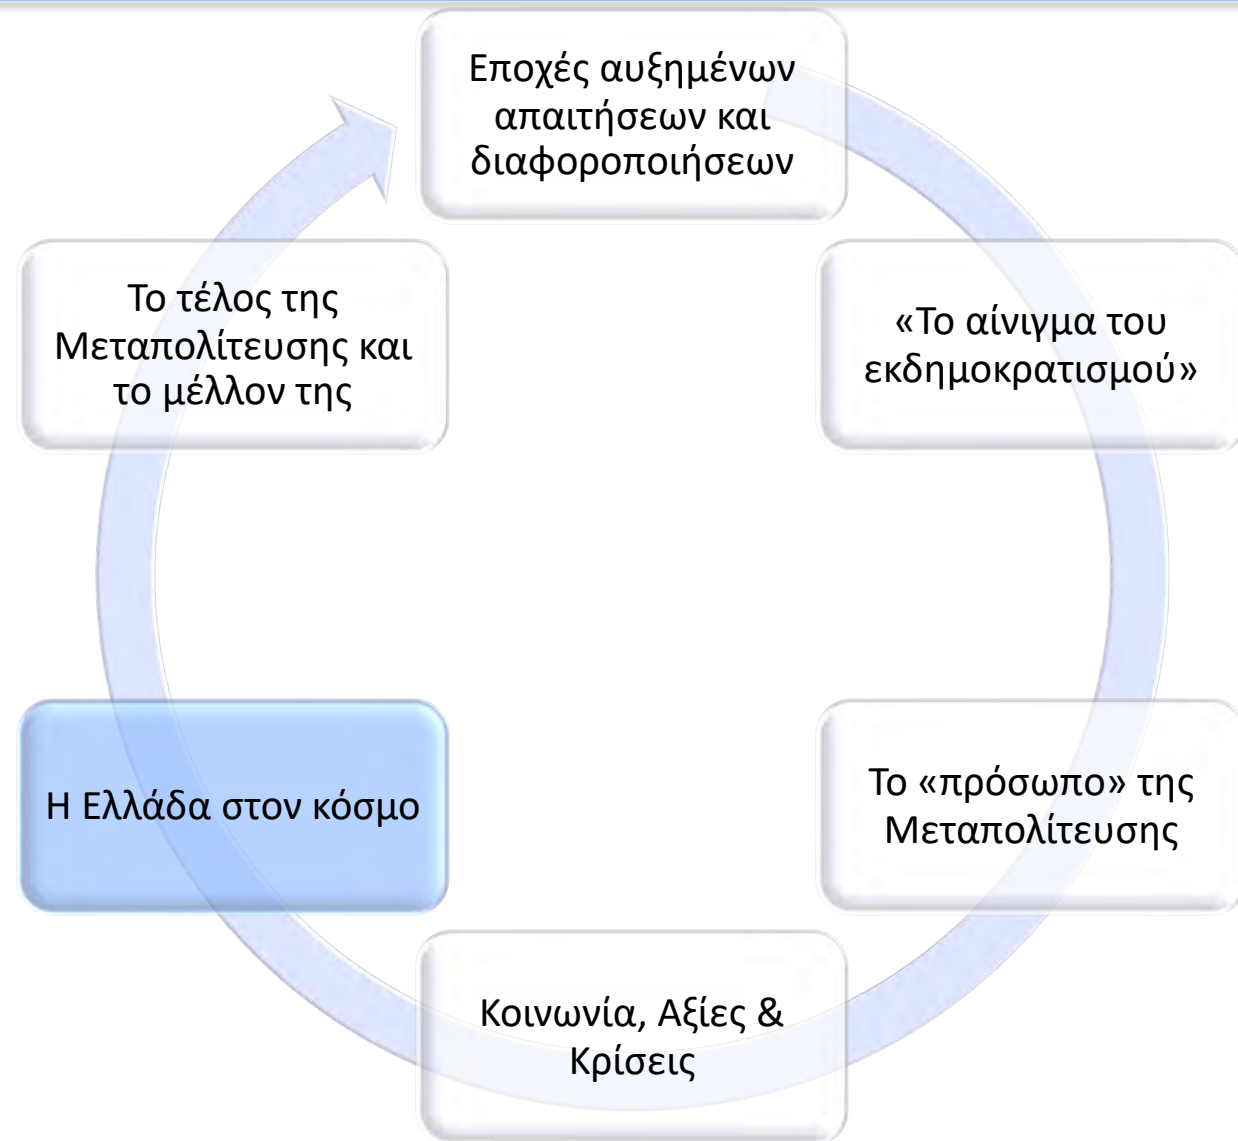 Εποχές αυξημένων
απαιτήσεων και
διαφοροποιήσεων
«Το αίνιγμα του
εκδημοκρατισμού»
Το «πρόσωπο» της
Μεταπολίτευσης
Κοινωνία, Αξίες &
Κρίσεις
Η Ελλάδα στον κόσμο
Το τέλος της
Μεταπολίτευσης και
το μέλλον της